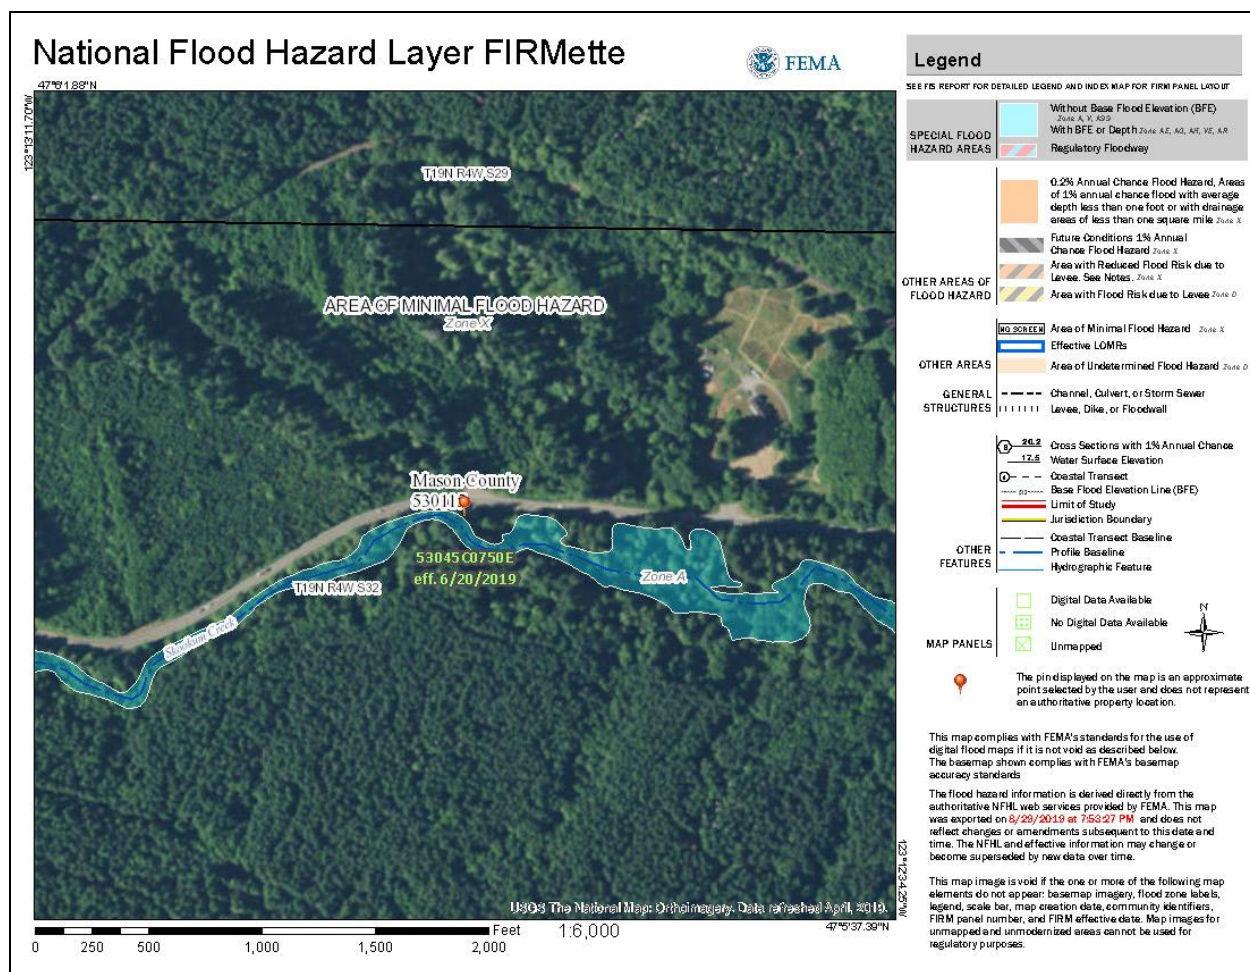 National Flood Hazard Layer FIRMette
FEMA
47°6'1.88"N
123°13'11.70"W
T19N R4W S29
AREA OF MINIMAL FLOOD HAZARD
Zone X
Mason County
53011
53045C0750E
eff. 6/20/2019
Zone A
T19N R4W S32
Skookum Creek
123°12'34.25"W
USGS The National Map: Orthoimagery. Data refreshed April, 2019.
Feet
1:6,000
47°5'37.39"N
0 250 500 1,000 1,500 2,000
Legend
SEE FIS REPORT FOR DETAILED LEGEND AND INDEX MAP FOR FIRM PANEL LAYOUT
SPECIAL FLOOD
HAZARD AREAS
Without Base Flood Elevation (BFE)
Zone A, V, A99
With BFE or Depth Zone AE, AO, AH, VE, AR
Regulatory Floodway
0.2% Annual Chance Flood Hazard, Areas
of 1% annual chance flood with average
depth less than one foot or with drainage
areas of less than one square mile Zone X
Future Conditions 1% Annual
Chance Flood Hazard Zone X
Area with Reduced Flood Risk due to
Levee. See Notes. Zone X
Area with Flood Risk due to Levee Zone D
OTHER AREAS OF
FLOOD HAZARD
NO SCREEN Area of Minimal Flood Hazard Zone X
Effective LOMRs
OTHER AREAS
Area of Undetermined Flood Hazard Zone D
GENERAL
STRUCTURES
Channel, Culvert, or Storm Sewer
Levee, Dike, or Floodwall
B 20.2 Cross Sections with 1% Annual Chance
17.5 Water Surface Elevation
Coastal Transect
Base Flood Elevation Line (BFE)
Limit of Study
Jurisdiction Boundary
Coastal Transect Baseline
OTHER
FEATURES
Profile Baseline
Hydrographic Feature
Digital Data Available
No Digital Data Available
Unmapped
MAP PANELS
N
The pin displayed on the map is an approximate
point selected by the user and does not represent
an authoritative property location.
This map complies with FEMA's standards for the use of
digital flood maps if it is not void as described below.
The basemap shown complies with FEMA's basemap
accuracy standards
The flood hazard information is derived directly from the
authoritative NFHL web services provided by FEMA. This map
was exported on 8/29/2019 at 7:53:27 PM and does not
reflect changes or amendments subsequent to this date and
time. The NFHL and effective information may change or
become superseded by new data over time.
This map image is void if the one or more of the following map
elements do not appear: basemap imagery, flood zone labels,
legend, scale bar, map creation date, community identifiers,
FIRM panel number, and FIRM effective date. Map images for
unmapped and unmodernized areas cannot be used for
regulatory purposes.